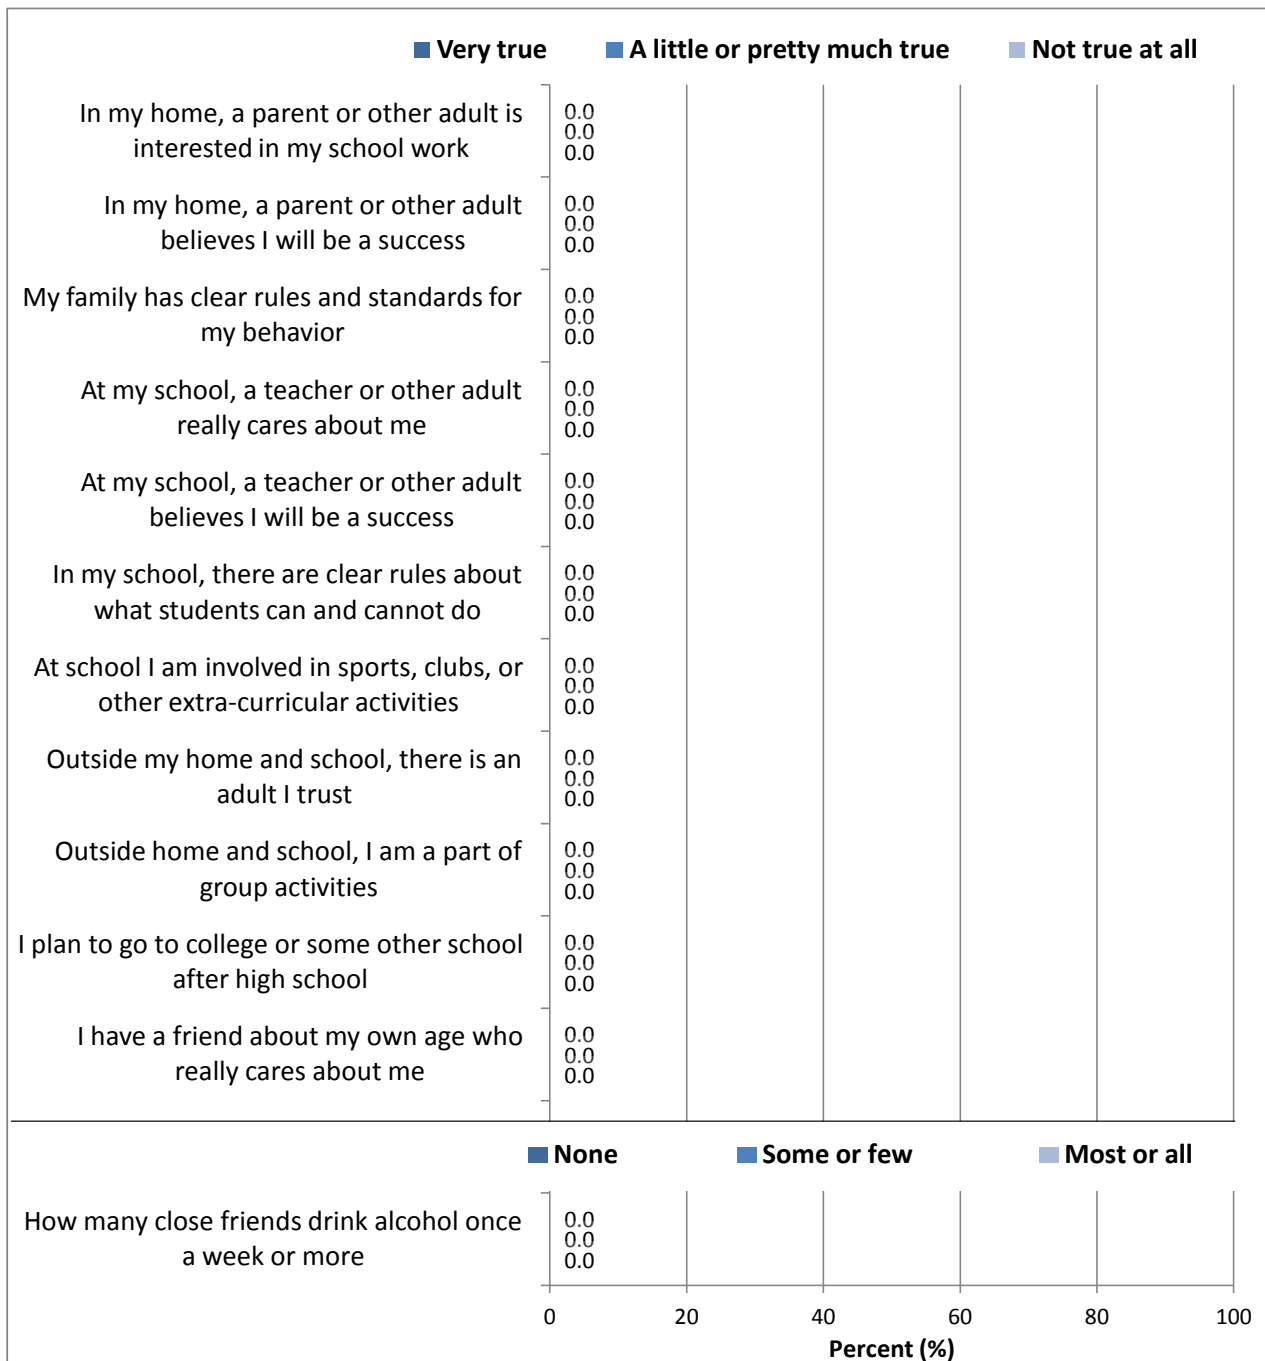 Very true A little or pretty much true Not true at all
In my home, a parent or other adult is
interested in my school work
0.0
0.0
0.0
In my home, a parent or other adult
believes I will be a success
0.0
0.0
0.0
My family has clear rules and standards for
my behavior
0.0
0.0
0.0
At my school, a teacher or other adult
really cares about me
0.0
0.0
0.0
At my school, a teacher or other adult
believes I will be a success
0.0
0.0
0.0
In my school, there are clear rules about
what students can and cannot do
0.0
0.0
0.0
At school I am involved in sports, clubs, or
other extra-curricular activities
0.0
0.0
0.0
Outside my home and school, there is an
adult I trust
0.0
0.0
0.0
Outside home and school, I am a part of
group activities
0.0
0.0
0.0
I plan to go to college or some other school
after high school
0.0
0.0
0.0
I have a friend about my own age who
really cares about me
0.0
0.0
0.0
None Some or few Most or all
How many close friends drink alcohol once
a week or more
0.0
0.0
0.0
0 20 40 60 80 100
Percent (%)